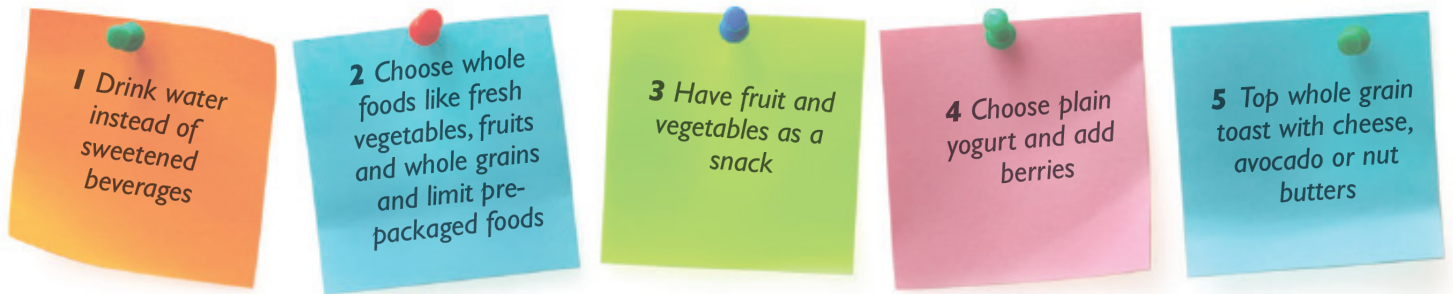 1 Drink water
instead of
sweetened
beverages
2 Choose whole
foods like fresh
vegetables, fruits
and whole grains
and limit pre-
packaged foods
3 Have fruit and
vegetables as a
snack
4 Choose plain
yogurt and add
berries
5 Top whole grain
toast with cheese,
avocado or nut
butters